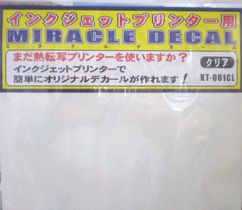 インクジェットプリンター用
MIRACLE DECAL
ミラクルデカール
まだ熱転写プリンターを使いますか?
クリア
インクジェットプリンターで
簡単にオリジナルデカールが作れます!
KT-001CL